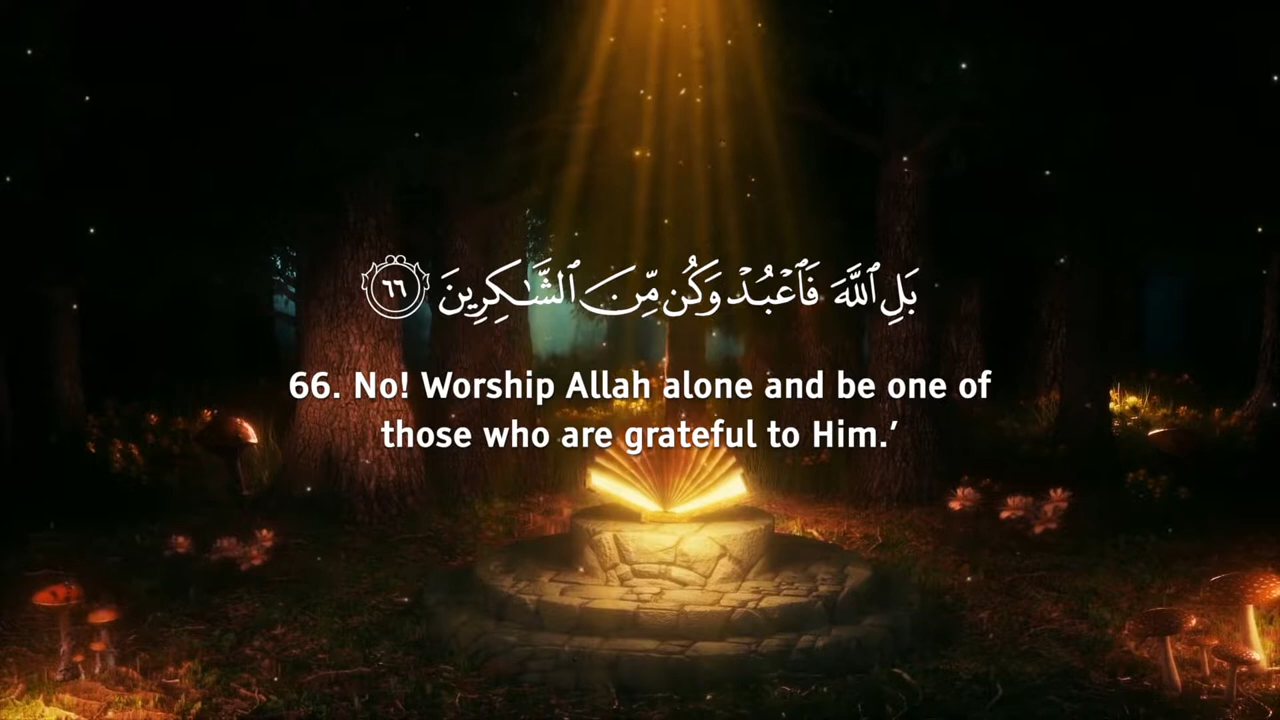 بَلِ ٱللَّهَ فَٱعْبُدْ وَكُن مِّنَ ٱلشَّـٰكِرِينَ ٦٦
66. No! Worship Allah alone and be one of
those who are grateful to Him.’